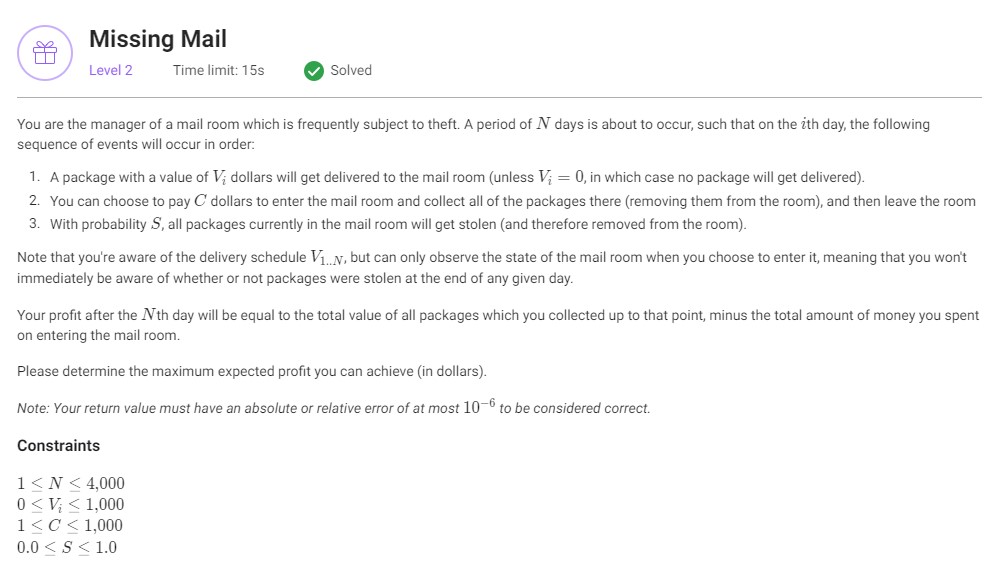 Missing Mail
Level 2 Time limit: 15s Solved
You are the manager of a mail room which is frequently subject to theft. A period of N days is about to occur, such that on the ith day, the following
sequence of events will occur in order:
1. A package with a value of V_i dollars will get delivered to the mail room (unless V_i = 0, in which case no package will get delivered).
2. You can choose to pay C dollars to enter the mail room and collect all of the packages there (removing them from the room), and then leave the room
3. With probability S, all packages currently in the mail room will get stolen (and therefore removed from the room).
Note that you're aware of the delivery schedule V_{1..N}, but can only observe the state of the mail room when you choose to enter it, meaning that you won't
immediately be aware of whether or not packages were stolen at the end of any given day.
Your profit after the Nth day will be equal to the total value of all packages which you collected up to that point, minus the total amount of money you spent
on entering the mail room.
Please determine the maximum expected profit you can achieve (in dollars).
Note: Your return value must have an absolute or relative error of at most 10^{-6} to be considered correct.
Constraints
1 ≤ N ≤ 4,000
0 ≤ V_i ≤ 1,000
1 ≤ C ≤ 1,000
0.0 ≤ S ≤ 1.0